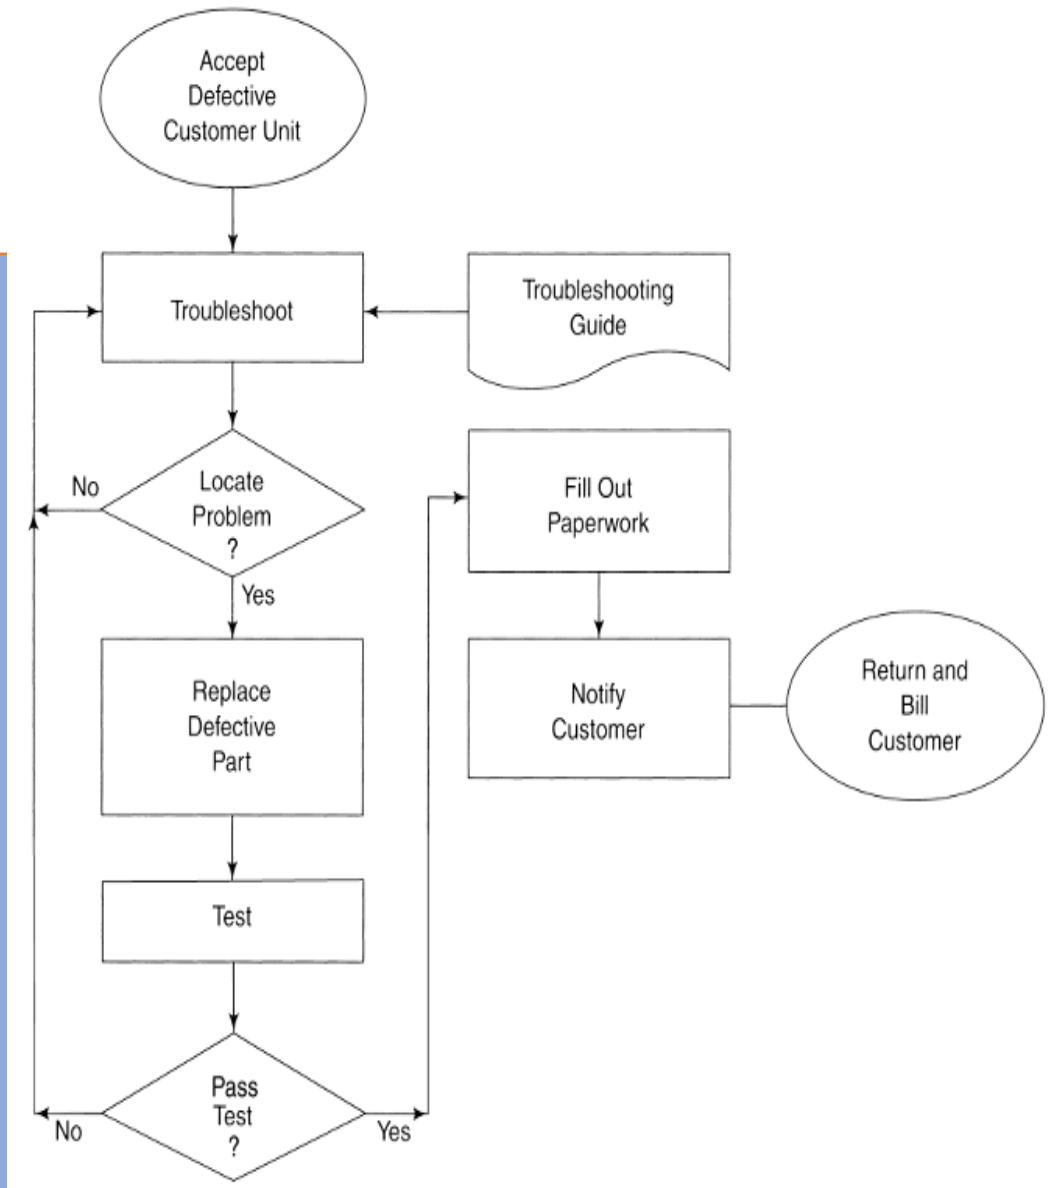 Accept
Defective
Customer Unit
Troubleshoot
Troubleshooting
Guide
No
Locate
Problem
?
Yes
Replace
Defective
Part
Test
Pass
Test
?
No
Yes
Fill Out
Paperwork
Notify
Customer
Return and
Bill
Customer